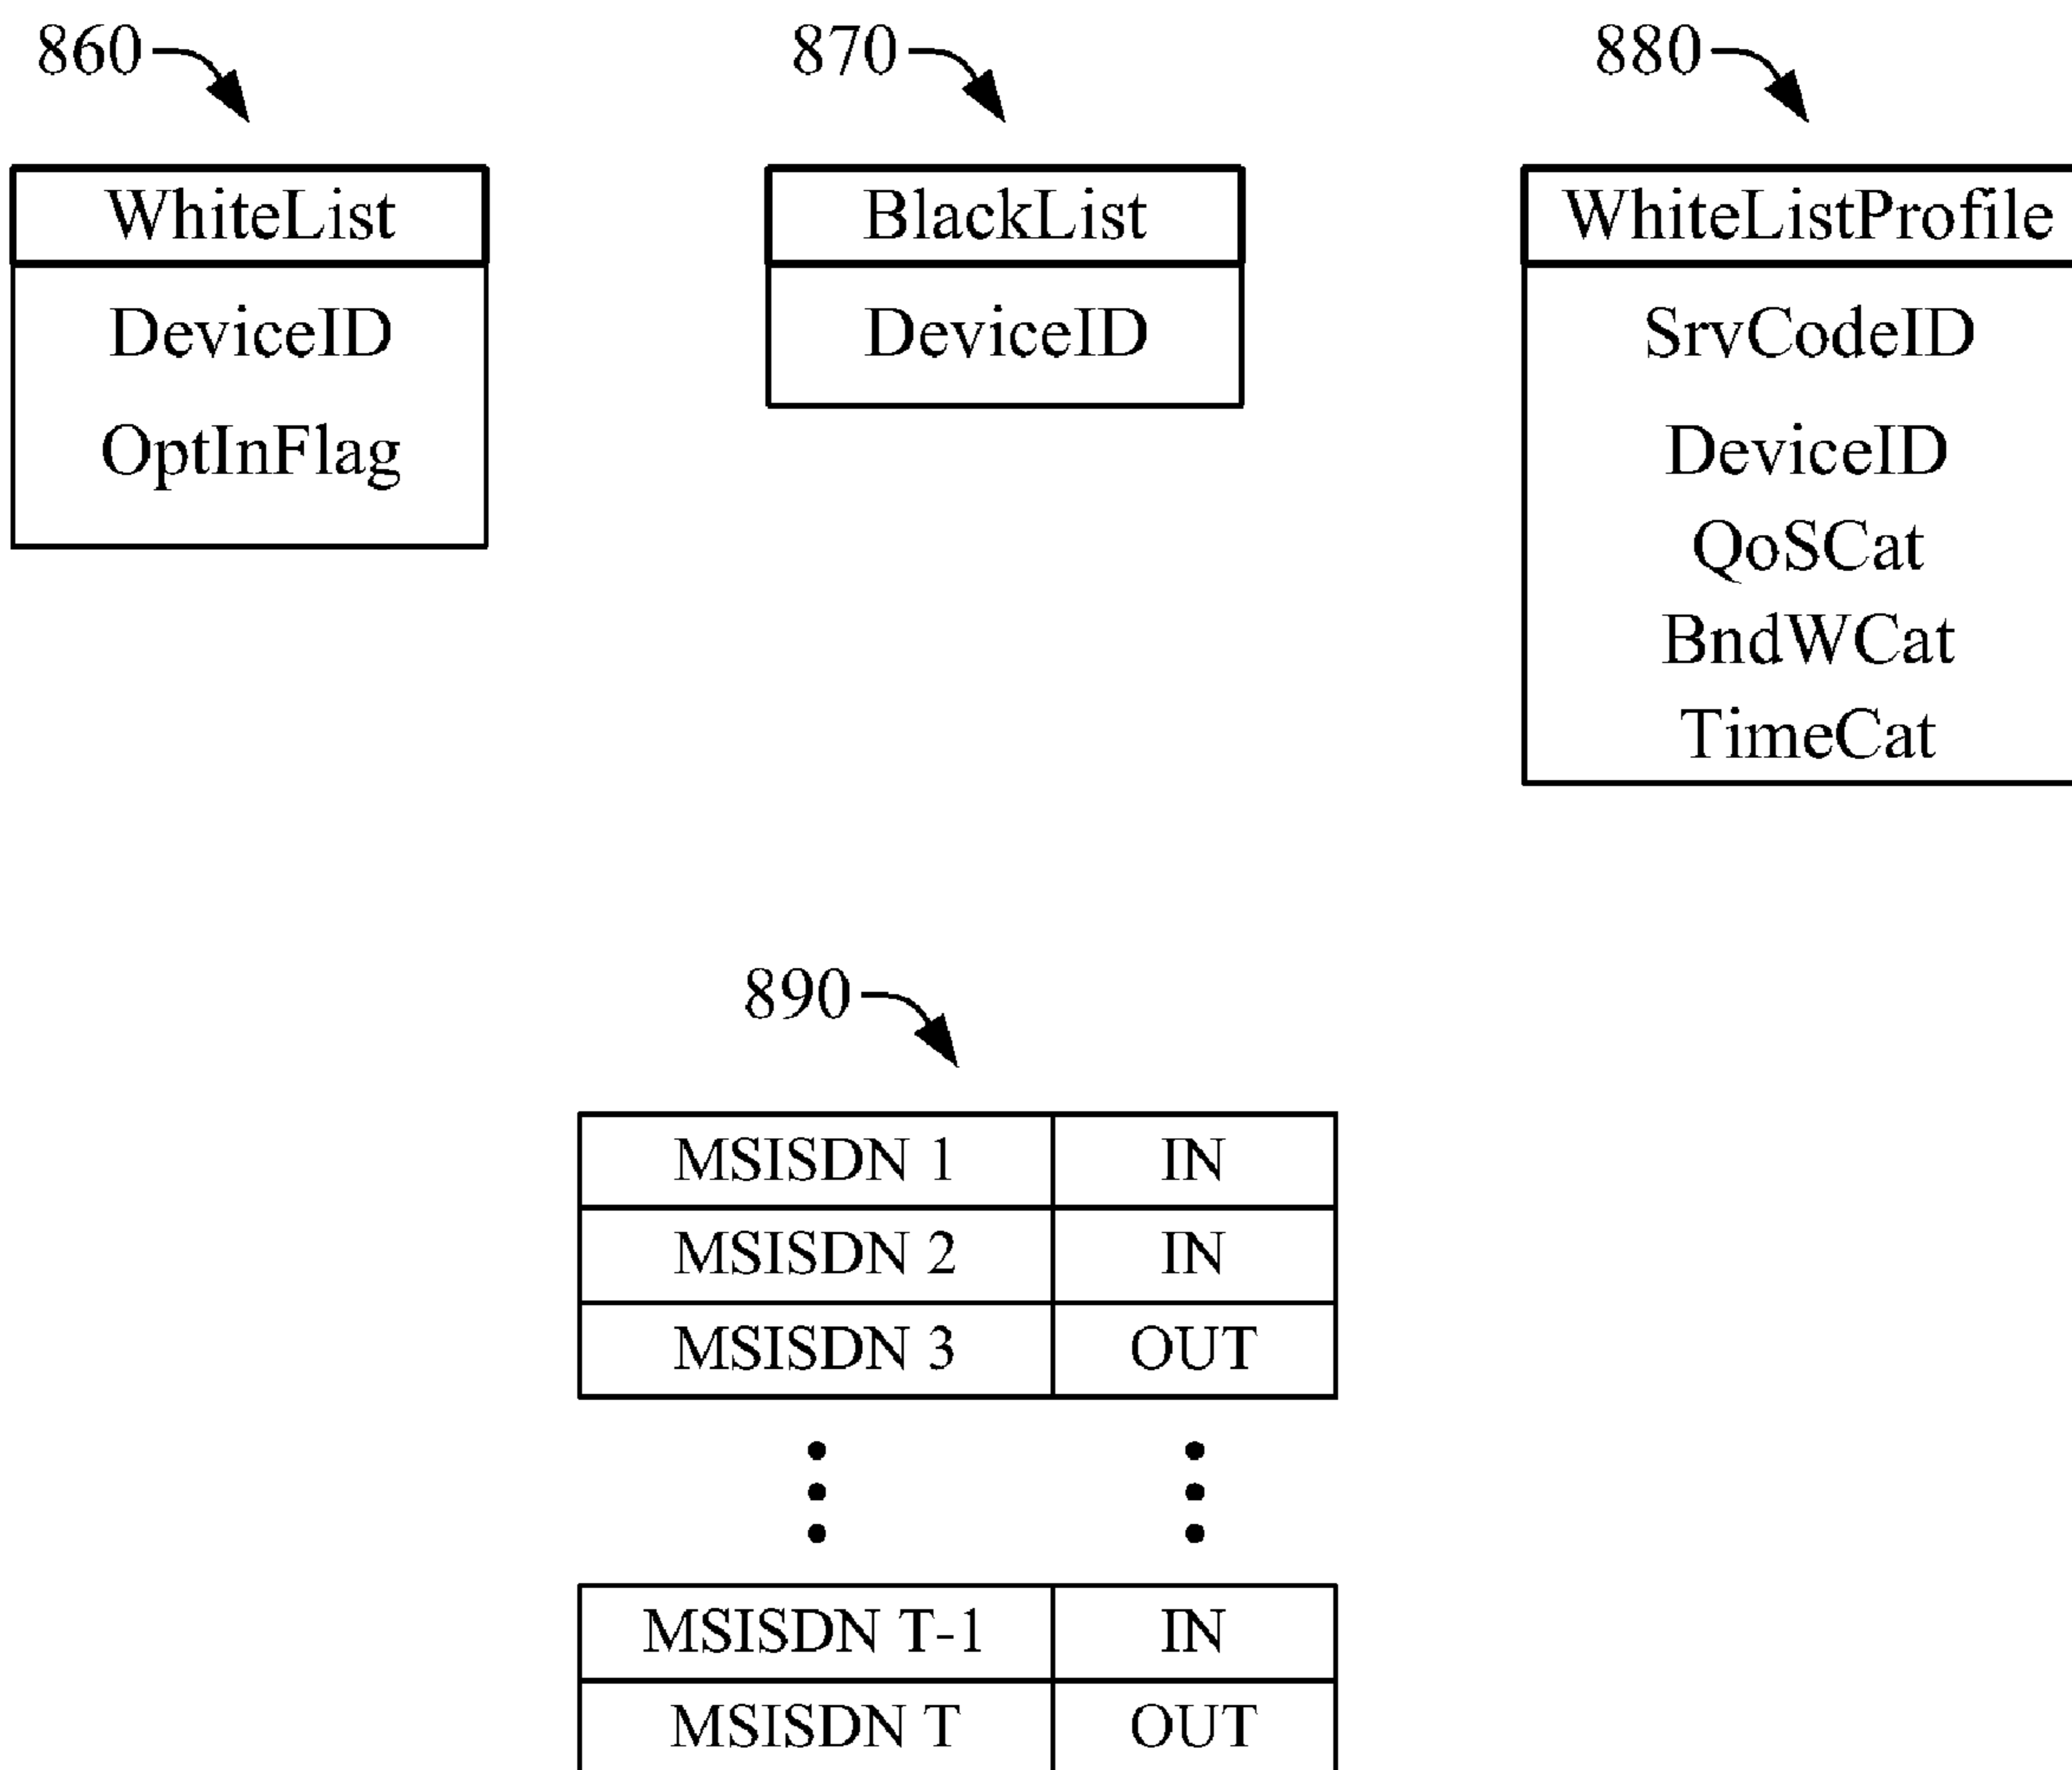 860
870
880
WhiteList
DeviceID
OptInFlag
BlackList
DeviceID
WhiteListProfile
SrvCodeID
DeviceID
QoSCat
BndWCat
TimeCat
890
MSISDN 1 IN
MSISDN 2 IN
MSISDN 3 OUT
MSISDN T-1 IN
MSISDN T OUT